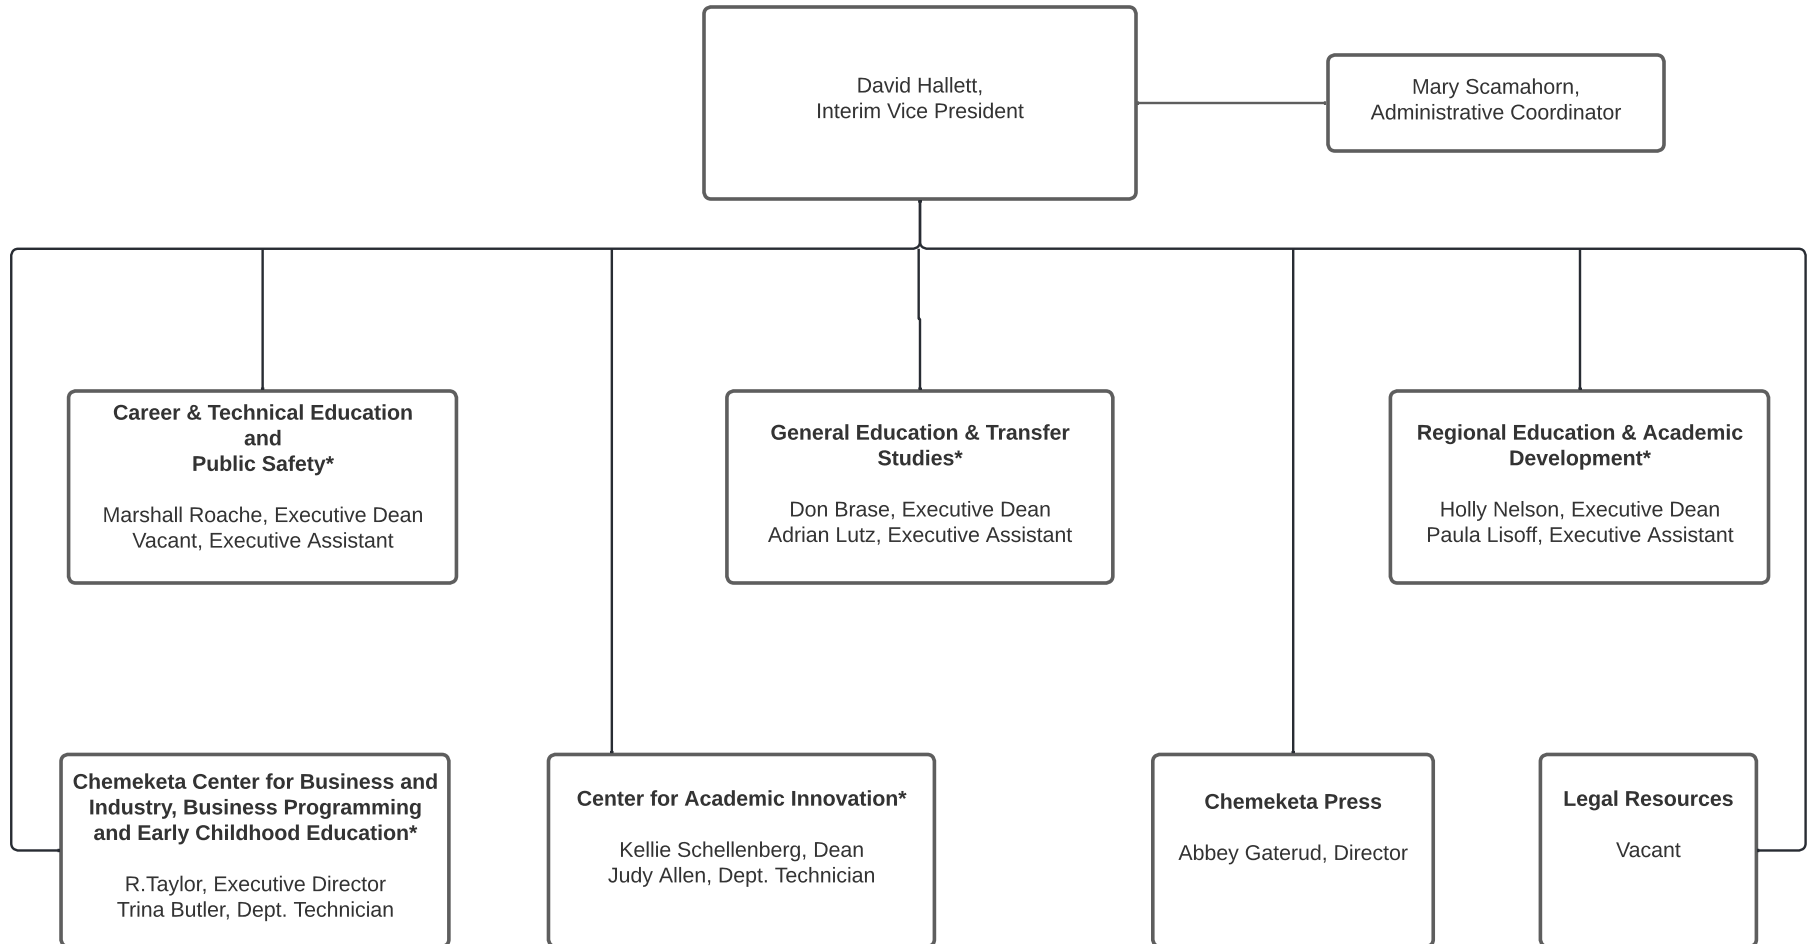 David Hallett,
Interim Vice President
Mary Scamahorn,
Administrative Coordinator
Career & Technical Education
and
Public Safety*
Marshall Roache, Executive Dean
Vacant, Executive Assistant
General Education & Transfer
Studies*
Don Brase, Executive Dean
Adrian Lutz, Executive Assistant
Regional Education & Academic
Development*
Holly Nelson, Executive Dean
Paula Lisoff, Executive Assistant
Chemeketa Center for Business and
Industry, Business Programming
and Early Childhood Education*
R.Taylor, Executive Director
Trina Butler, Dept. Technician
Center for Academic Innovation*
Kellie Schellenberg, Dean
Judy Allen, Dept. Technician
Chemeketa Press
Abbey Gaterud, Director
Legal Resources
Vacant